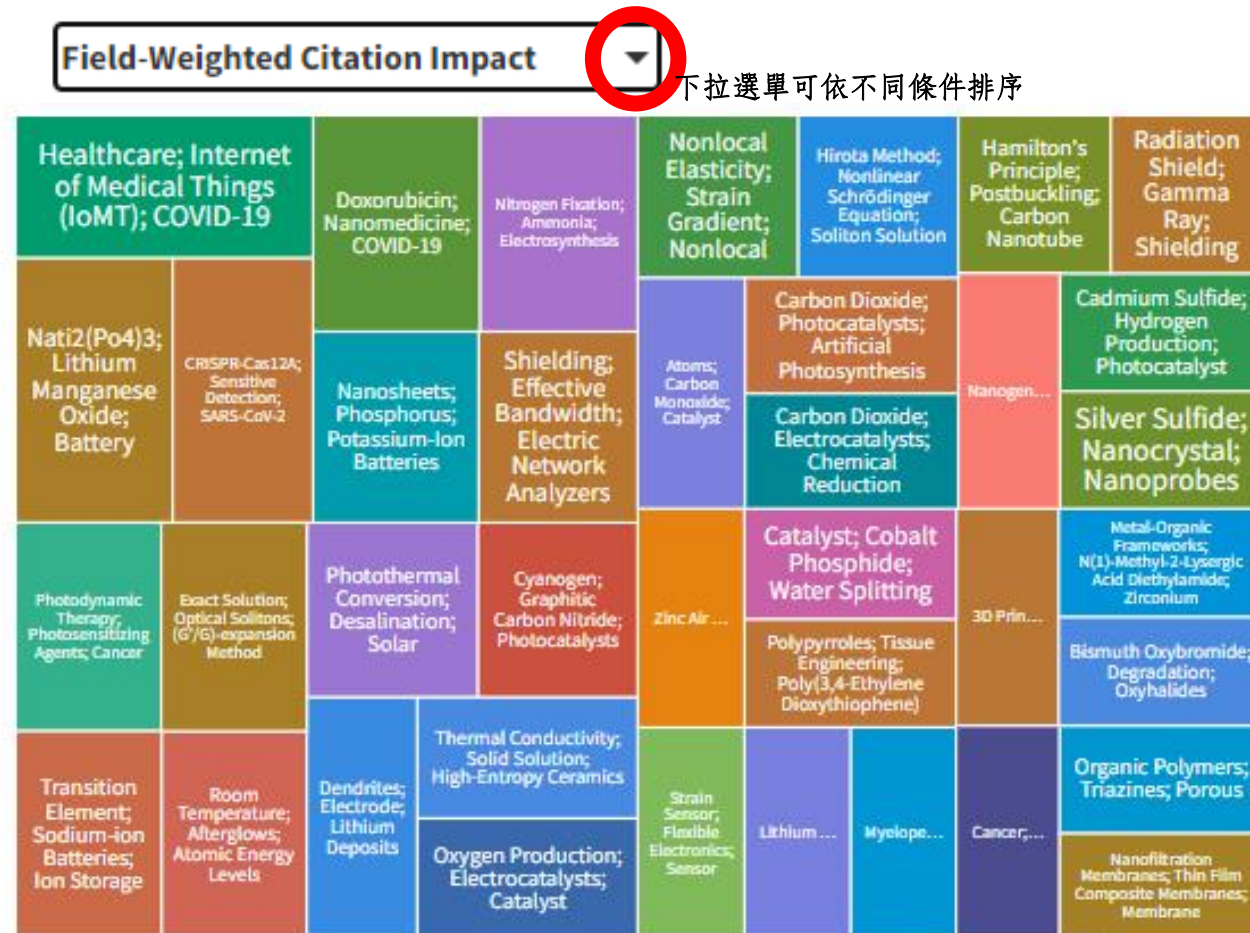 Field-Weighted Citation Impact
下拉選單可依不同條件排序
Healthcare; Internet
of Medical Things
(IoMT); COVID-19
Doxorubicin;
Nanomedicine;
COVID-19
Nitrogen Fixation;
Ammonia;
Electrosynthesis
Nonlocal
Elasticity;
Strain
Gradient;
Nonlocal
Hirota Method;
Nonlinear
Schrödinger
Equation;
Soliton Solution
Hamilton's
Principle;
Postbuckling;
Carbon
Nanotube
Radiation
Shield;
Gamma
Ray;
Shielding
Nati2(Po4)3;
Lithium
Manganese
Oxide;
Battery
CRISPR-Cas12A;
Sensitive
Detection;
SARS-CoV-2
Nanosheets;
Phosphorus;
Potassium-Ion
Batteries
Shielding;
Effective
Bandwidth;
Electric
Network
Analyzers
Atoms;
Carbon
Monoxide;
Catalyst
Carbon Dioxide;
Photocatalysts;
Artificial
Photosynthesis
Carbon Dioxide;
Electrocatalysts;
Chemical
Reduction
Nanogen...
Cadmium Sulfide;
Hydrogen
Production;
Photocatalyst
Silver Sulfide;
Nanocrystal;
Nanoprobes
Photodynamic
Therapy;
Photosensitizing
Agents; Cancer
Exact Solution;
Optical Solitons;
(G'/G)-expansion
Method
Photothermal
Conversion;
Desalination;
Solar
Cyanogen;
Graphitic
Carbon Nitride;
Photocatalysts
Zinc Air ...
Catalyst; Cobalt
Phosphide;
Water Splitting
Polypyrroles; Tissue
Engineering;
Poly(3,4-Ethylene
Dioxythiophene)
3D Prin...
Metal-Organic
Frameworks;
N(1)-Methyl-2-Lysergic
Acid Diethylamide;
Zirconium
Bismuth Oxybromide;
Degradation;
Oxyhalides
Transition
Element;
Sodium-ion
Batteries;
Ion Storage
Room
Temperature;
Afterglows;
Atomic Energy
Levels
Dendrites;
Electrode;
Lithium
Deposits
Thermal Conductivity;
Solid Solution;
High-Entropy Ceramics
Oxygen Production;
Electrocatalysts;
Catalyst
Strain
Sensor;
Flexible
Electronics;
Sensor
Lithium ...
Myelope...
Cancer;...
Organic Polymers;
Triazines; Porous
Nanofiltration
Membranes; Thin Film
Composite Membranes;
Membrane